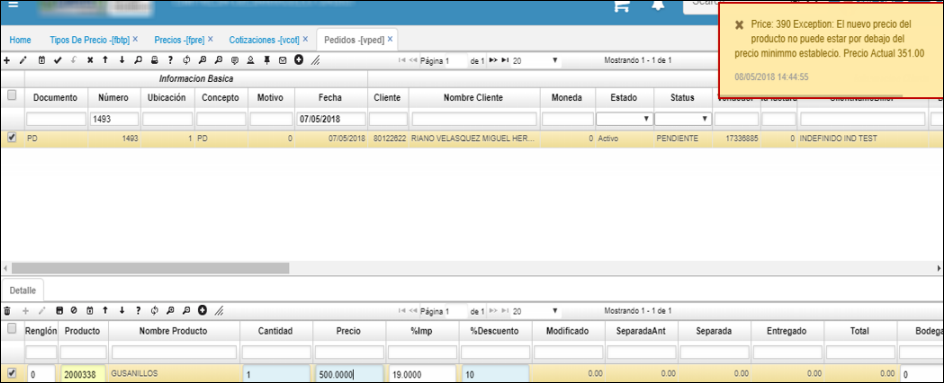 Sear
✖ Price: 390 Exception: El nuevo precio del
producto no puede estar por debajo del
precio minimmo establecio. Precio Actual 351.00
08/05/2018 14:44:55
Home Tipos De Precio -[fbtp] × Precios -[fpre] × Cotizaciones -[vcot] × Pedidos -[vped] ×
Página 1 de 1 20 Mostrando 1 - 1 de 1
Informacion Basica
Documento Número Ubicación Concepto Motivo Fecha Cliente Nombre Cliente Moneda Estado Status
1493 07/05/2018
PD 1493 1 PD 0 07/05/2018 80122622 RIANO VELASQUEZ MIGUEL HER... 0 Activo PENDIENTE 17336885 0 INDEFINIDO IND TEST
Detalle
Página 1 de 1 20 Mostrando 1 - 1 de 1
Renglón Producto Nombre Producto Cantidad Precio %Imp %Descuento Modificado SeparadaAnt Separada Entregado Total Bodega
0 2000338 GUSANILLOS 1 500.0000 19.0000 10 0.00 0.00 0.00 0.00 0.00 0